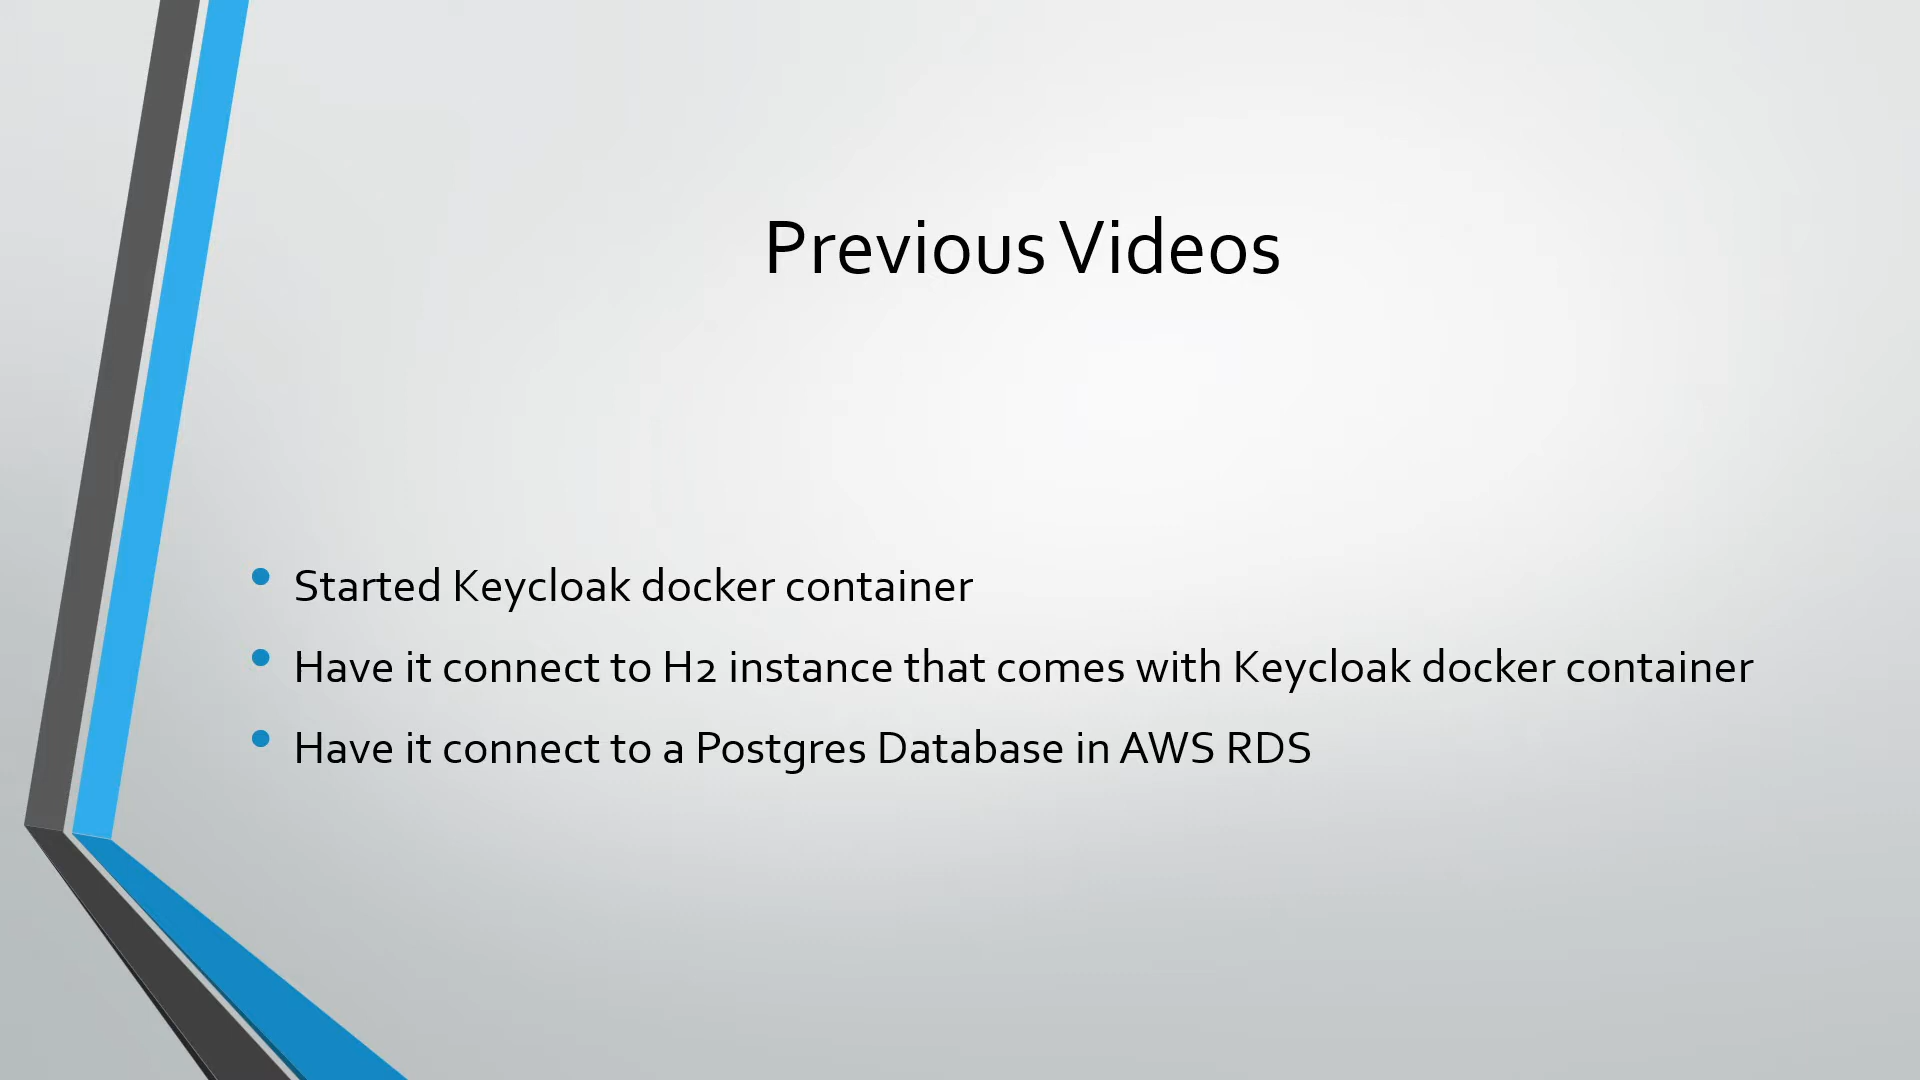 Previous Videos
Started Keycloak docker container
Have it connect to H2 instance that comes with Keycloak docker container
Have it connect to a Postgres Database in AWS RDS